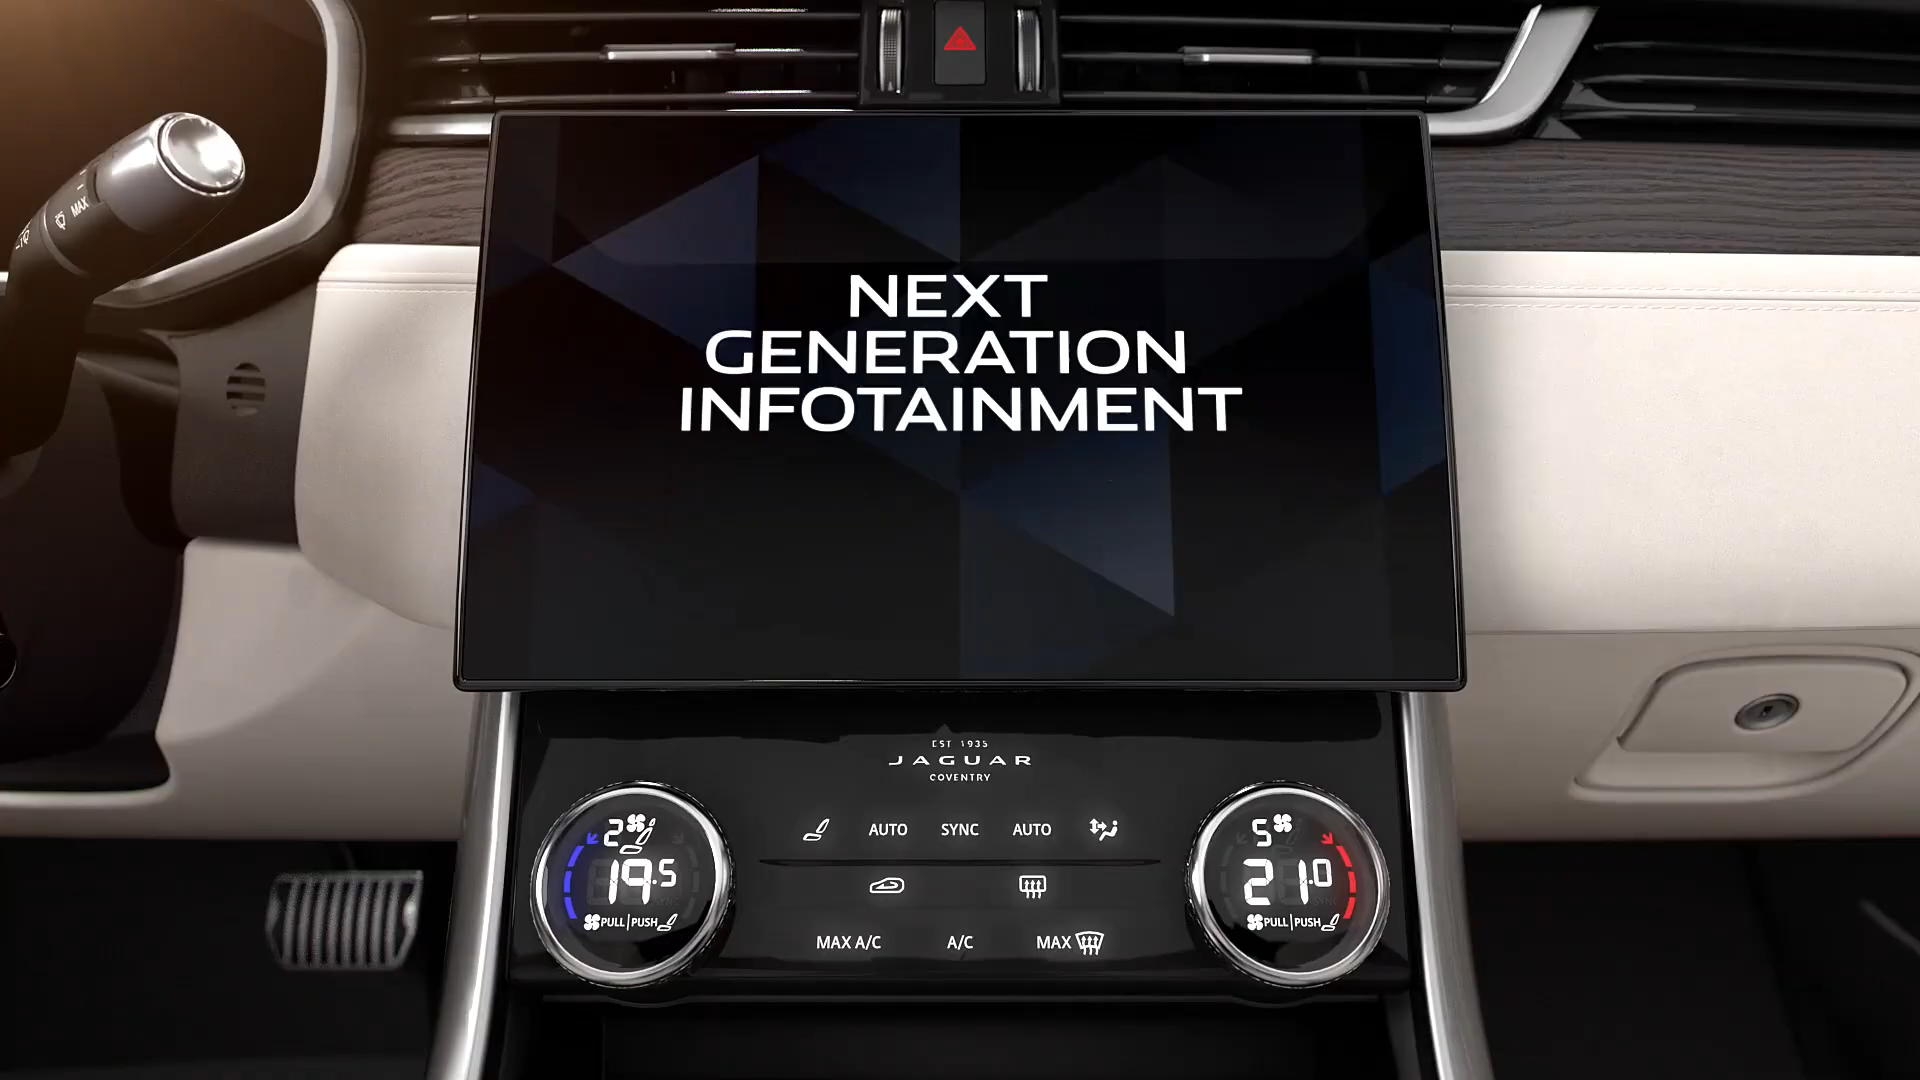 MAX
NEXT
GENERATION
INFOTAINMENT
EST 1935
JAGUAR
COVENTRY
AUTO SYNC AUTO
MAX A/C A/C MAX
2
19.5
PULL|PUSH
5
21.0
PULL|PUSH